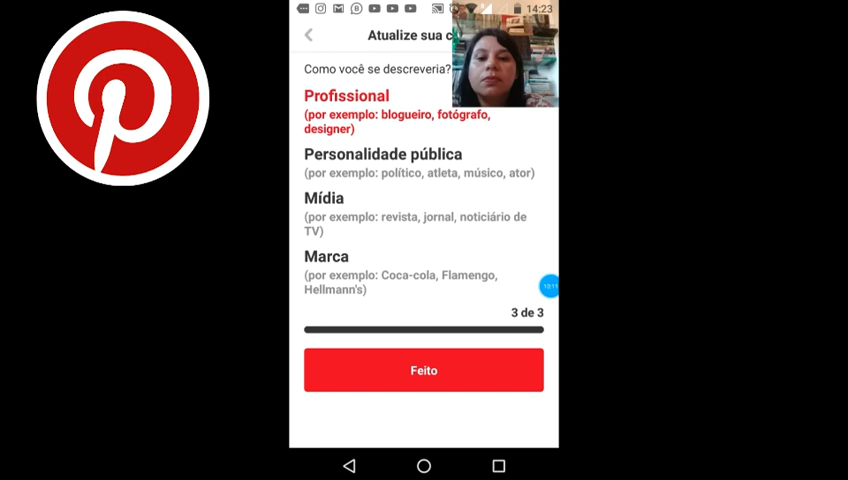 14:23
Atualize sua c
Como você se descreveria?
Profissional
(por exemplo: blogueiro, fotógrafo,
designer)
Personalidade pública
(por exemplo: político, atleta, músico, ator)
Mídia
(por exemplo: revista, jornal, noticiário de
TV)
Marca
(por exemplo: Coca-cola, Flamengo,
Hellmann's)
3 de 3
Feito